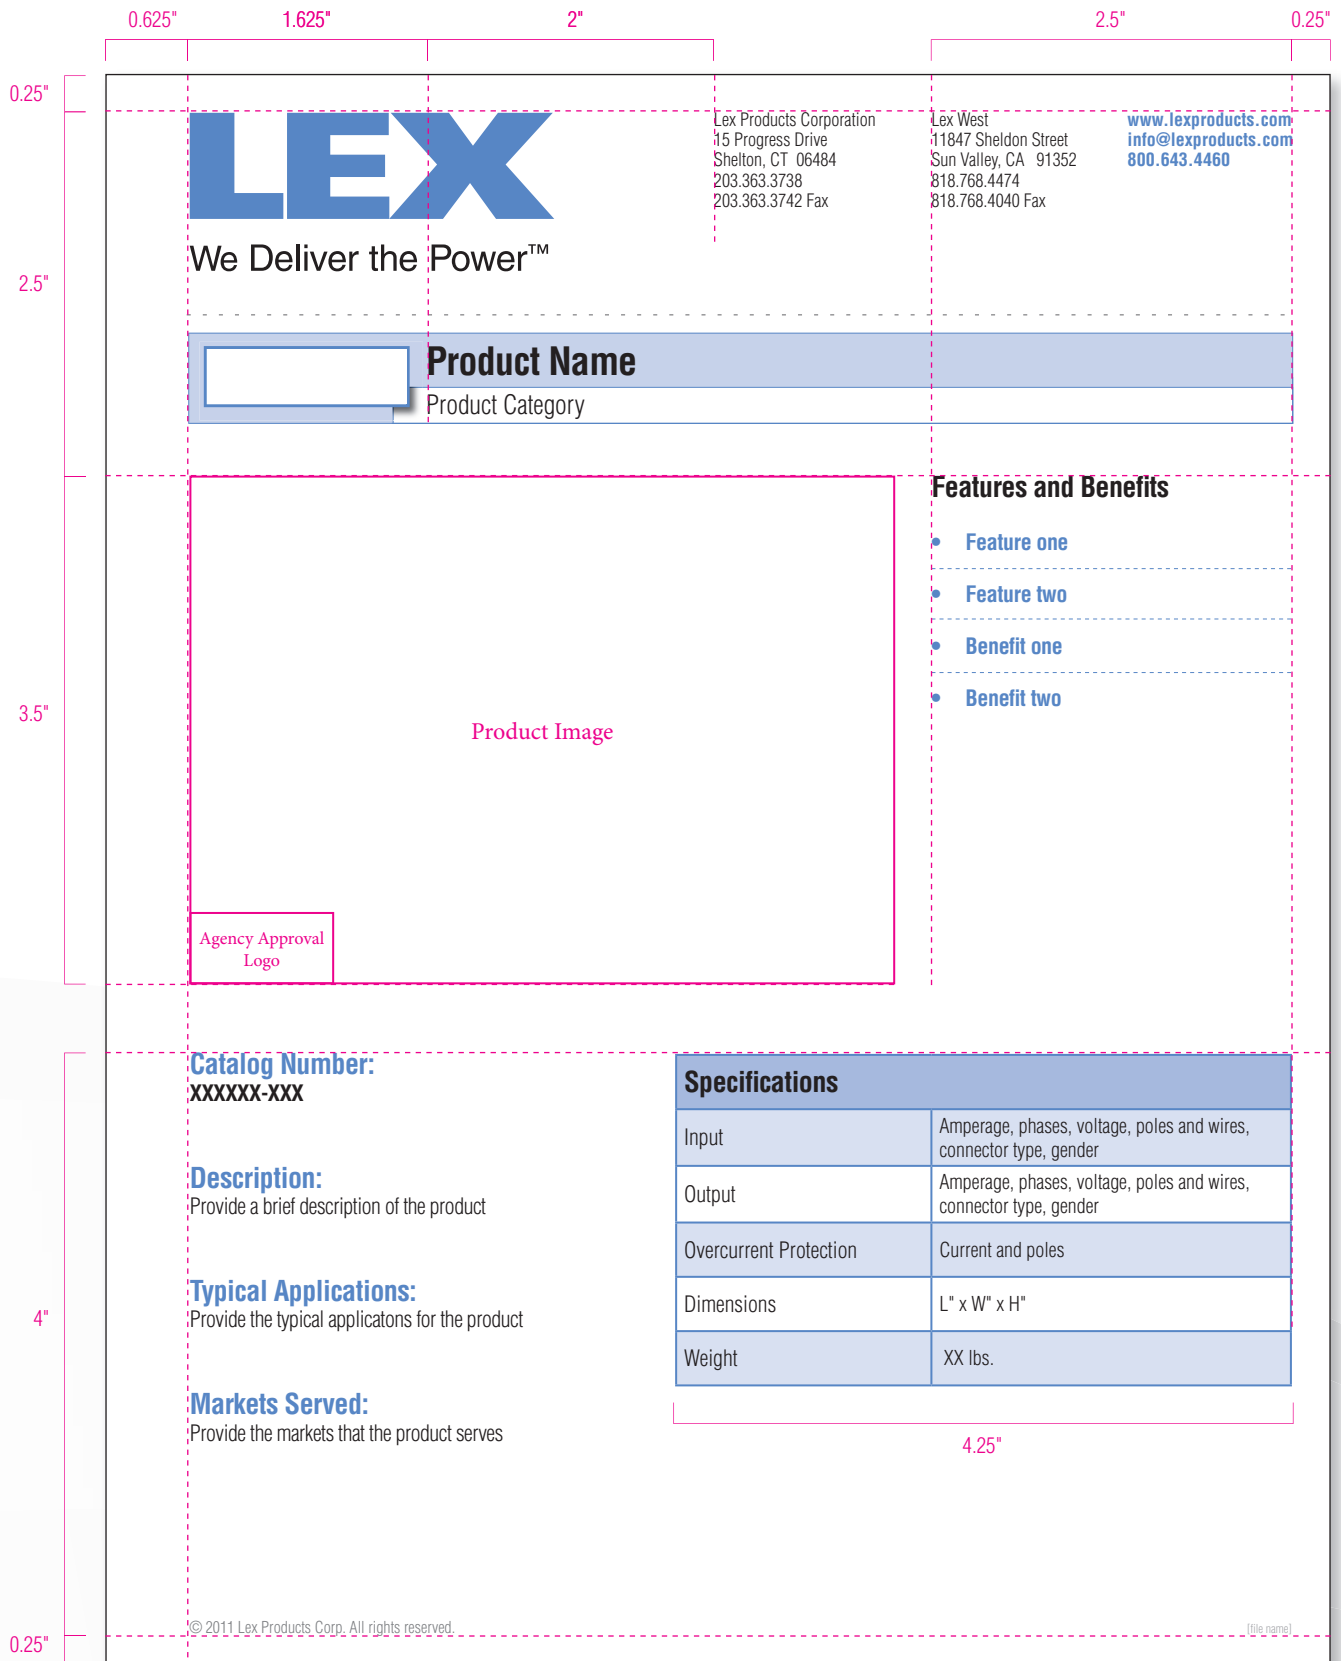 0.625" 1.625" 2" 2.5" 0.25"
0.25"
LEX
We Deliver the Power™
Lex Products Corporation
15 Progress Drive
Shelton, CT 06484
203.363.3738
203.363.3742 Fax
Lex West
11847 Sheldon Street
Sun Valley, CA 91352
818.768.4474
818.768.4040 Fax
www.lexproducts.com
info@lexproducts.com
800.643.4460
2.5"
Product Name
Product Category
3.5"
Product Image
Agency Approval
Logo
Features and Benefits
• Feature one
• Feature two
• Benefit one
• Benefit two
4"
Catalog Number:
XXXXXX-XXX
Description:
Provide a brief description of the product
Typical Applications:
Provide the typical applicatons for the product
Markets Served:
Provide the markets that the product serves
Specifications
Input
Amperage, phases, voltage, poles and wires,
connector type, gender
Output
Amperage, phases, voltage, poles and wires,
connector type, gender
Overcurrent Protection
Current and poles
Dimensions
L" x W" x H"
Weight
XX lbs.
4.25"
© 2011 Lex Products Corp. All rights reserved.
[file name]
0.25"